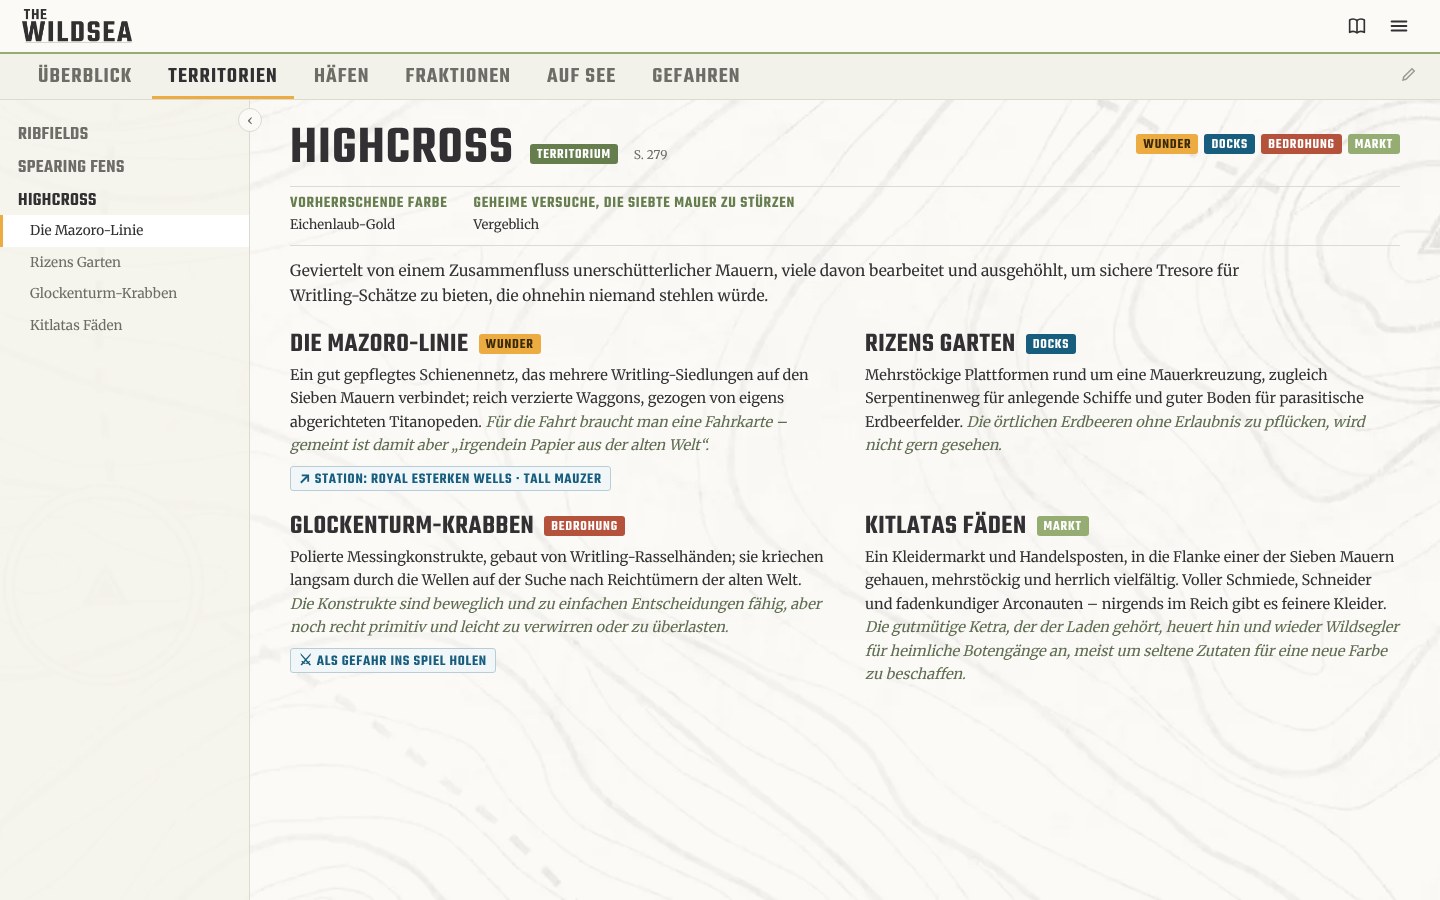 THE
WILDSEA
ÜBERBLICK TERRITORIEN HÄFEN FRAKTIONEN AUF SEE GEFAHREN
RIBFIELDS
SPEARING FENS
HIGHCROSS
Die Mazoro-Linie
Rizens Garten
Glockenturm-Krabben
Kitlatas Fäden
HIGHCROSS TERRITORIUM S. 279
WUNDER DOCKS BEDROHUNG MARKT
VORHERRSCHENDE FARBE
Eichenlaub-Gold
GEHEIME VERSUCHE, DIE SIEBTE MAUER ZU STÜRZEN
Vergeblich
Geviertelt von einem Zusammenfluss unerschütterlicher Mauern, viele davon bearbeitet und ausgehöhlt, um sichere Tresore für
Writling-Schätze zu bieten, die ohnehin niemand stehlen würde.
DIE MAZORO-LINIE WUNDER
Ein gut gepflegtes Schienennetz, das mehrere Writling-Siedlungen auf den
Sieben Mauern verbindet; reich verzierte Waggons, gezogen von eigens
abgerichteten Titanopeden. Für die Fahrt braucht man eine Fahrkarte –
gemeint ist damit aber „irgendein Papier aus der alten Welt“.
↗ STATION: ROYAL ESTERKEN WELLS · TALL MAUZER
RIZENS GARTEN DOCKS
Mehrstöckige Plattformen rund um eine Mauerkreuzung, zugleich
Serpentinenweg für anlegende Schiffe und guter Boden für parasitische
Erdbeerfelder. Die örtlichen Erdbeeren ohne Erlaubnis zu pflücken, wird
nicht gern gesehen.
GLOCKENTURM-KRABBEN BEDROHUNG
Polierte Messingkonstrukte, gebaut von Writling-Rasselhänden; sie kriechen
langsam durch die Wellen auf der Suche nach Reichtümern der alten Welt.
Die Konstrukte sind beweglich und zu einfachen Entscheidungen fähig, aber
noch recht primitiv und leicht zu verwirren oder zu überlasten.
⚔ ALS GEFAHR INS SPIEL HOLEN
KITLATAS FÄDEN MARKT
Ein Kleidermarkt und Handelsposten, in die Flanke einer der Sieben Mauern
gehauen, mehrstöckig und herrlich vielfältig. Voller Schmiede, Schneider
und fadenkundiger Arconauten – nirgends im Reich gibt es feinere Kleider.
Die gutmütige Ketra, der der Laden gehört, heuert hin und wieder Wildsegler
für heimliche Botengänge an, meist um seltene Zutaten für eine neue Farbe
zu beschaffen.